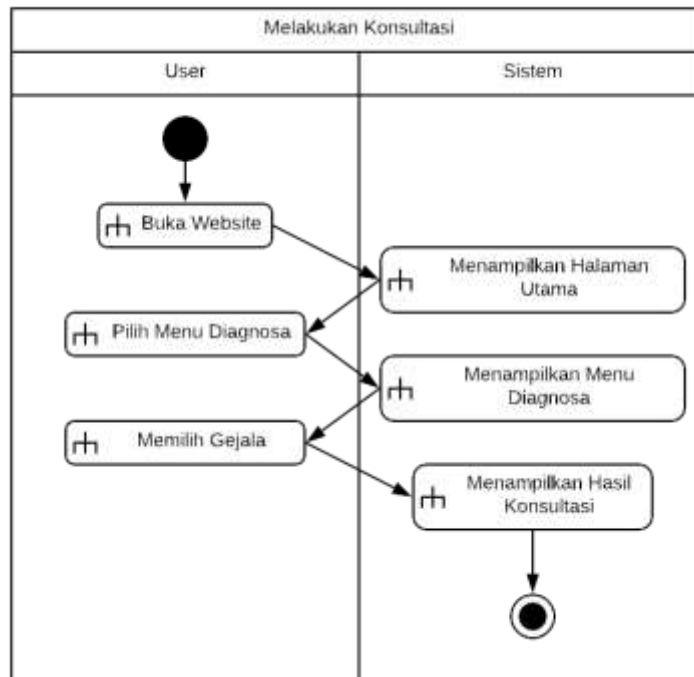 Melakukan Konsultasi
User
Sistem
Buka Website
Menampilkan Halaman
Utama
Pilih Menu Diagnosa
Menampilkan Menu
Diagnosa
Memilih Gejala
Menampilkan Hasil
Konsultasi